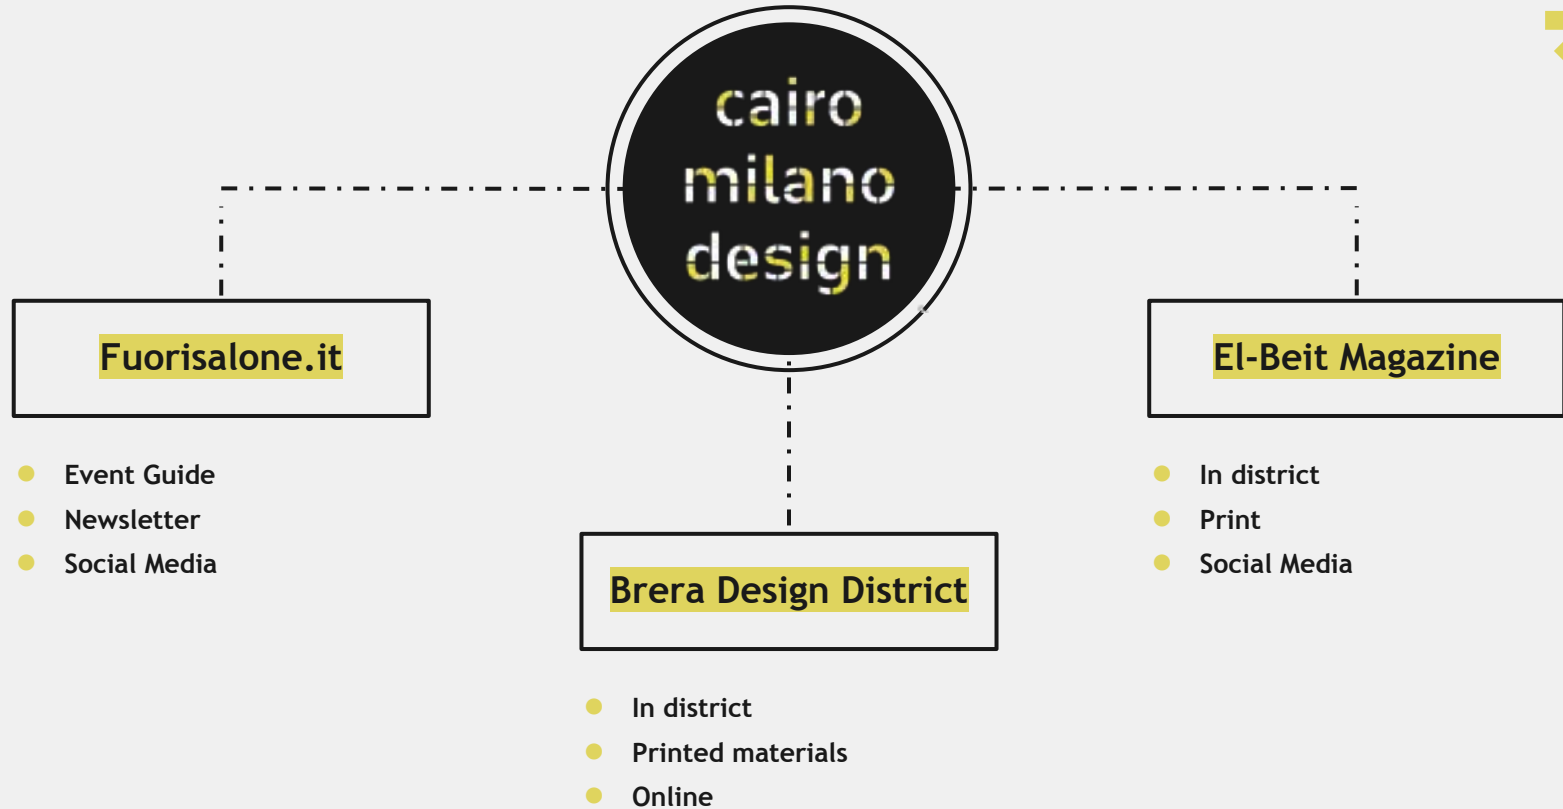 cairo
milano
design
Fuorisalone.it
Event Guide
Newsletter
Social Media
Brera Design District
In district
Printed materials
Online
El-Beit Magazine
In district
Print
Social Media